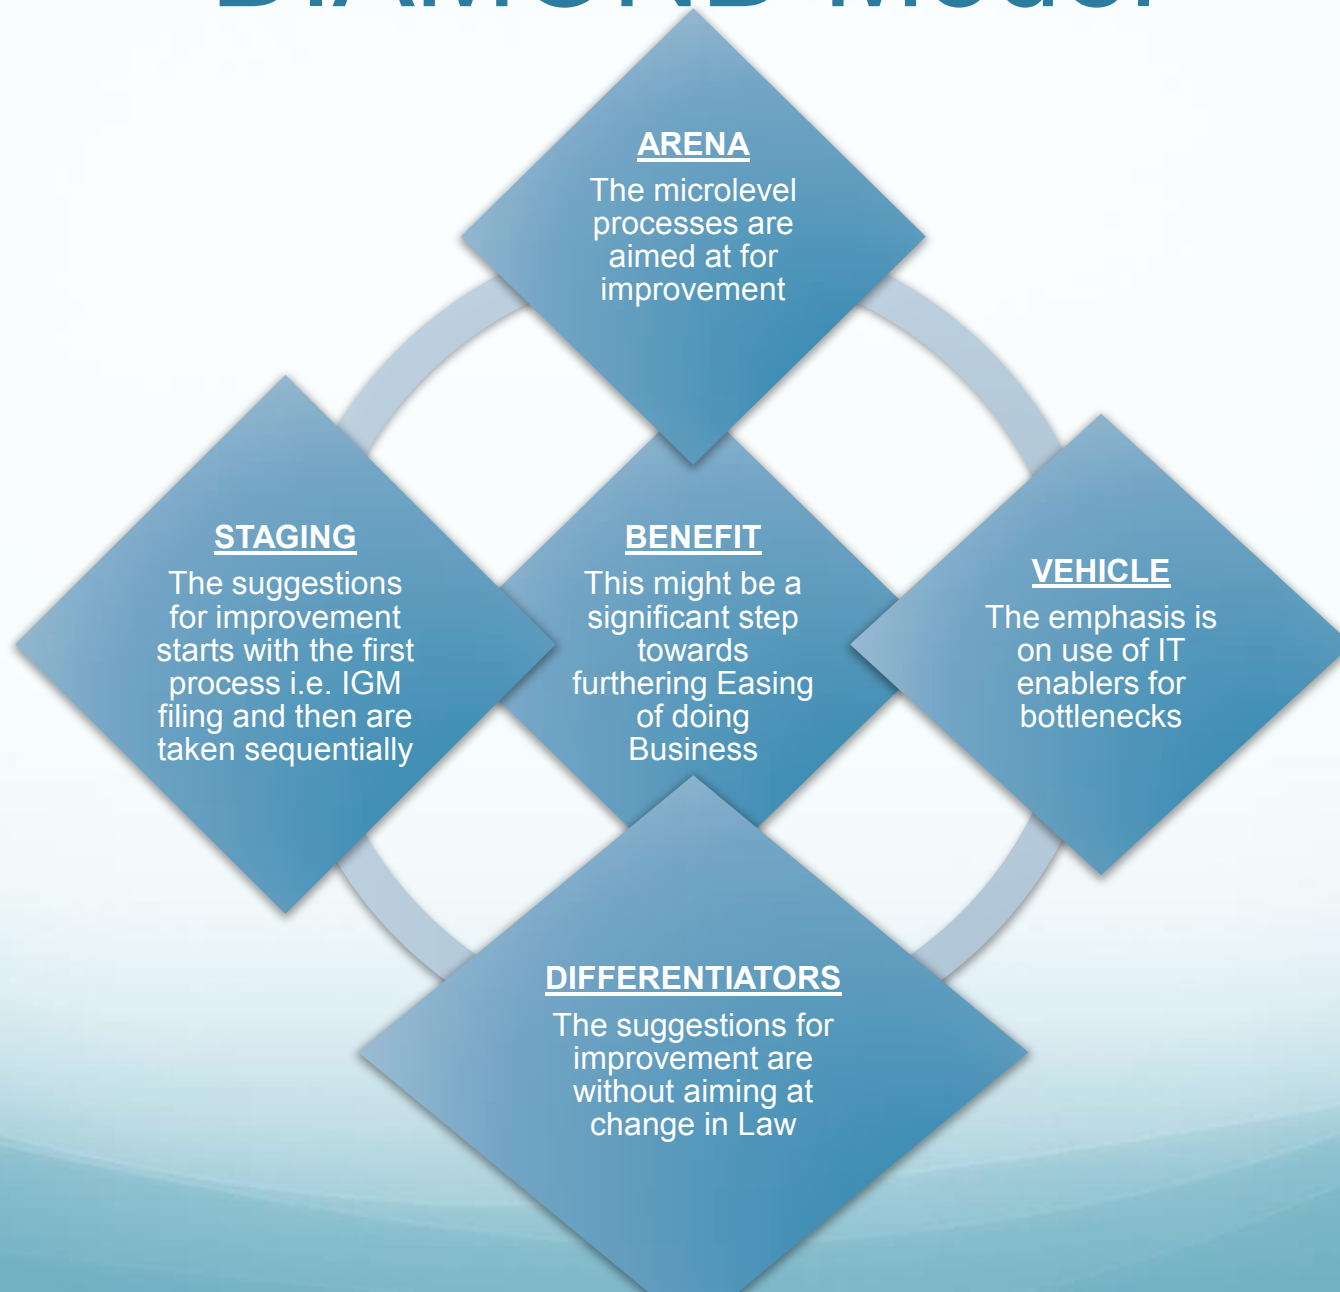 DIAMOND Model
ARENA
The microlevel
processes are
aimed at for
improvement
STAGING
The suggestions
for improvement
starts with the first
process i.e. IGM
filing and then are
taken sequentially
BENEFIT
This might be a
significant step
towards
furthering Easing
of doing
Business
VEHICLE
The emphasis is
on use of IT
enablers for
bottlenecks
DIFFERENTIATORS
The suggestions for
improvement are
without aiming at
change in Law